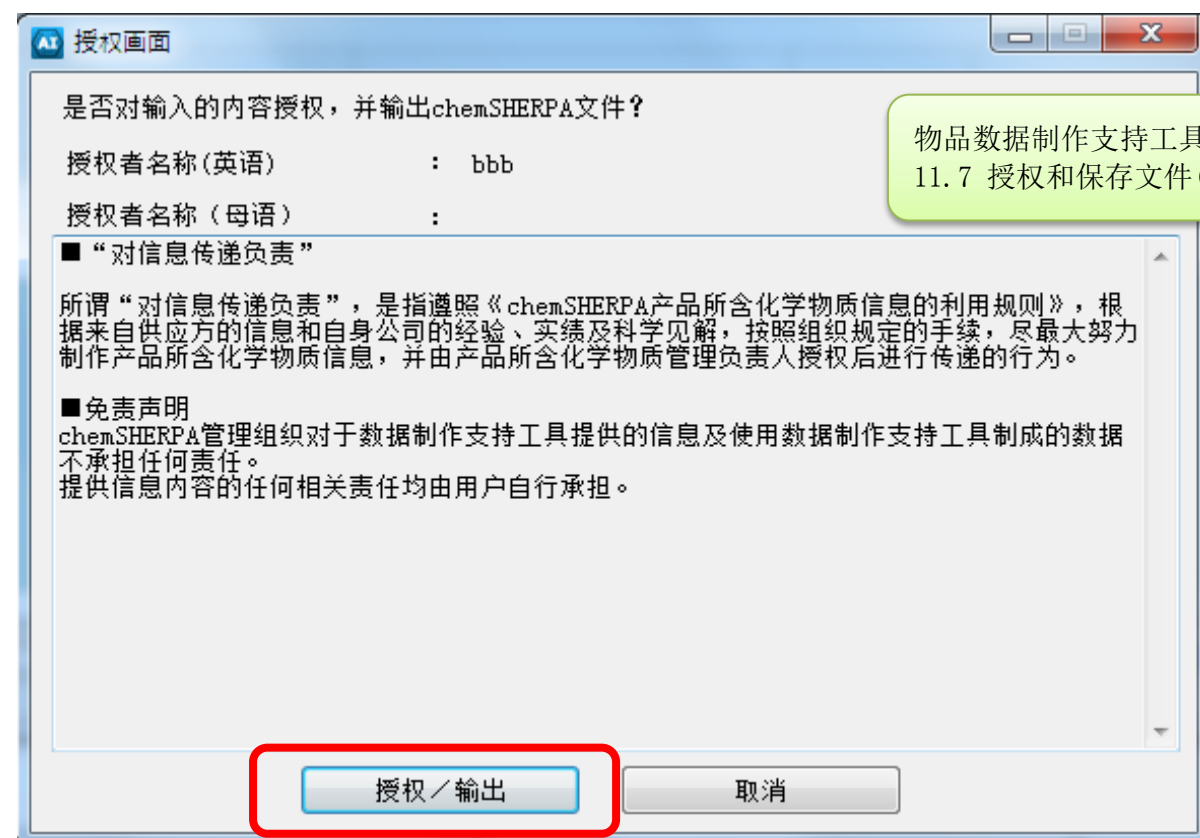 AI 授权画面
是否对输入的内容授权，并输出chemSHERPA文件?
物品数据制作支持工具
11.7 授权和保存文件(
授权者名称(英语) : bbb
授权者名称（母语） :
■“对信息传递负责”
所谓“对信息传递负责”，是指遵照《chemSHERPA产品所含化学物质信息的利用规则》，根
据来自供应方的信息和自身公司的经验、实绩及科学见解，按照组织规定的手续，尽最大努力
制作产品所含化学物质信息，并由产品所含化学物质管理负责人授权后进行传递的行为。
■免责声明
chemSHERPA管理组织对于数据制作支持工具提供的信息及使用数据制作支持工具制成的数据
不承担任何责任。
提供信息内容的任何相关责任均由用户自行承担。
授权／输出 取消